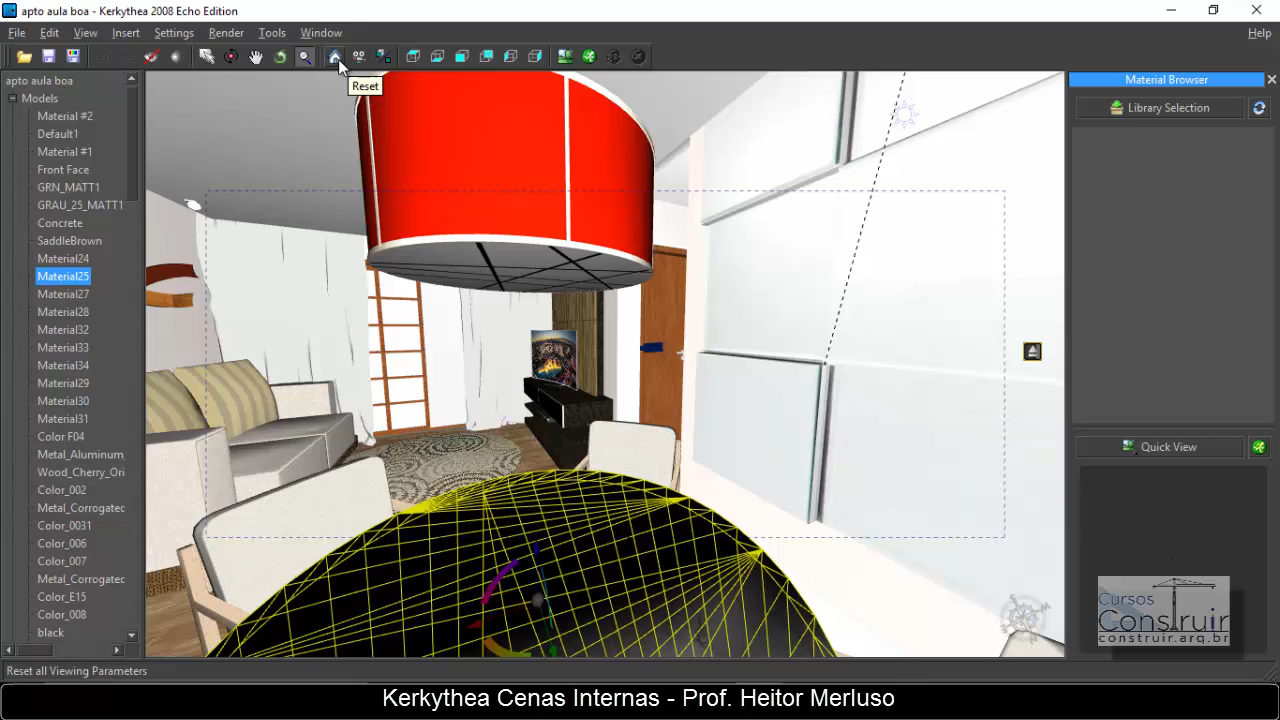 apto aula boa - Kerkythea 2008 Echo Edition
File Edit View Insert Settings Render Tools Window Help
Reset
apto aula boa
Models
Material #2
Default1
Material #1
Front Face
GRN_MATT1
GRAU_25_MATT1
Concrete
SaddleBrown
Material24
Material25
Material27
Material28
Material32
Material33
Material34
Material29
Material30
Material31
Color F04
Metal_Aluminum_
Wood_Cherry_Ori
Color_002
Metal_Corrogatec
Color_0031
Color_006
Color_007
Metal_Corrogatec
Color_E15
Color_008
black
Material Browser
Library Selection
Quick View
Cursos
Construir
construir.arq.br
Reset all Viewing Parameters
Kerkythea Cenas Internas - Prof. Heitor Merluso